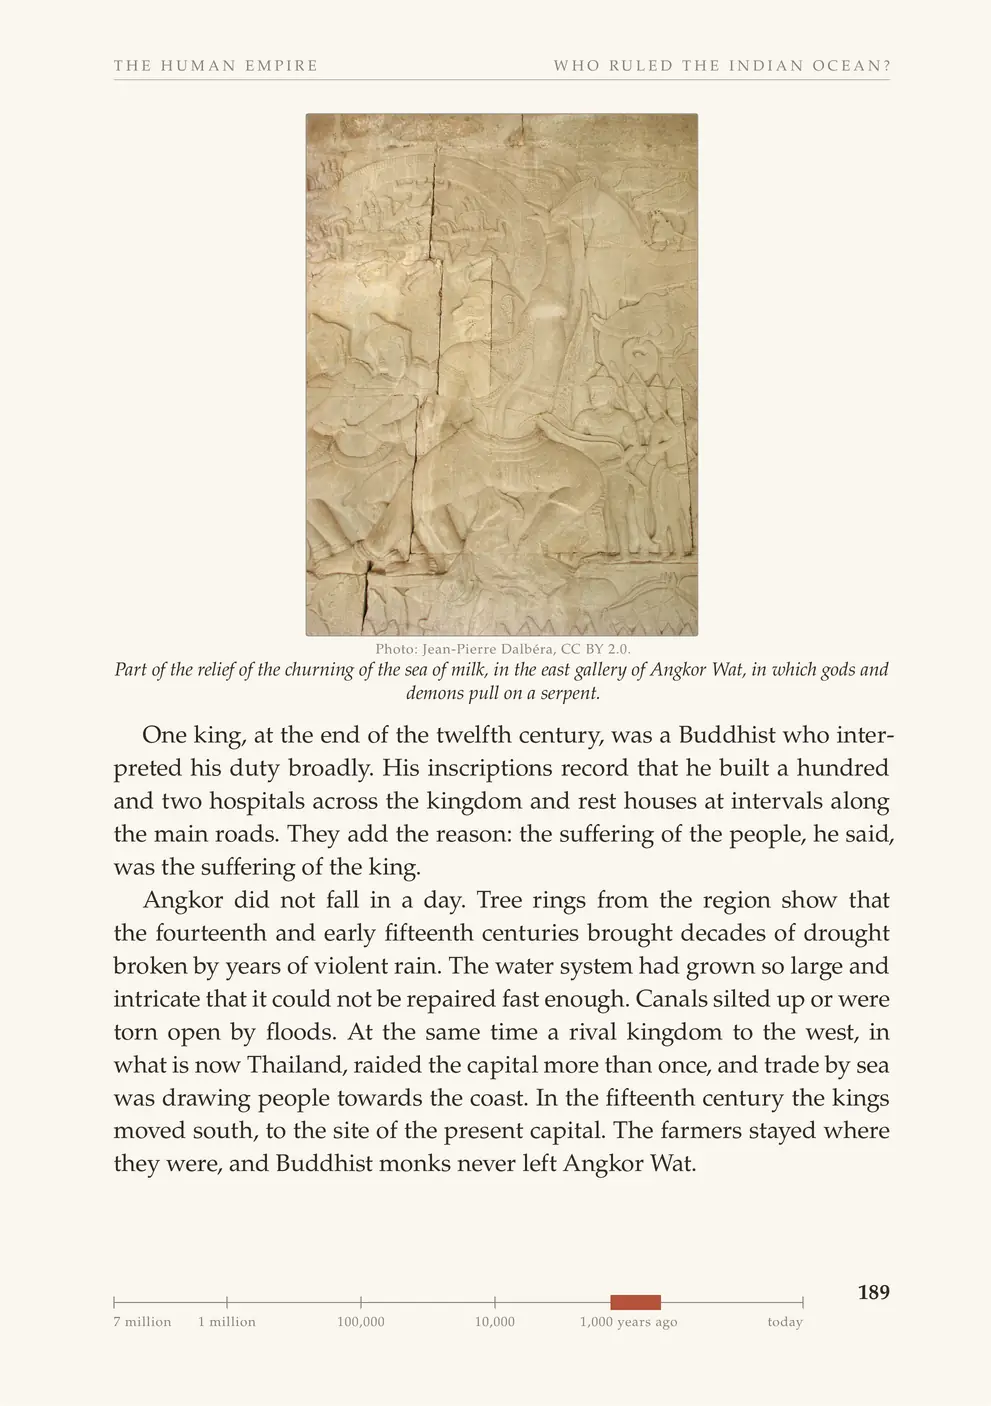 THE HUMAN EMPIRE
WHO RULED THE INDIAN OCEAN?
Photo: Jean-Pierre Dalbéra, CC BY 2.0.
Part of the relief of the churning of the sea of milk, in the east gallery of Angkor Wat, in which gods and
demons pull on a serpent.
One king, at the end of the twelfth century, was a Buddhist who inter-
preted his duty broadly. His inscriptions record that he built a hundred
and two hospitals across the kingdom and rest houses at intervals along
the main roads. They add the reason: the suffering of the people, he said,
was the suffering of the king.
Angkor did not fall in a day. Tree rings from the region show that
the fourteenth and early fifteenth centuries brought decades of drought
broken by years of violent rain. The water system had grown so large and
intricate that it could not be repaired fast enough. Canals silted up or were
torn open by floods. At the same time a rival kingdom to the west, in
what is now Thailand, raided the capital more than once, and trade by sea
was drawing people towards the coast. In the fifteenth century the kings
moved south, to the site of the present capital. The farmers stayed where
they were, and Buddhist monks never left Angkor Wat.
189
7 million 1 million 100,000 10,000 1,000 years ago today